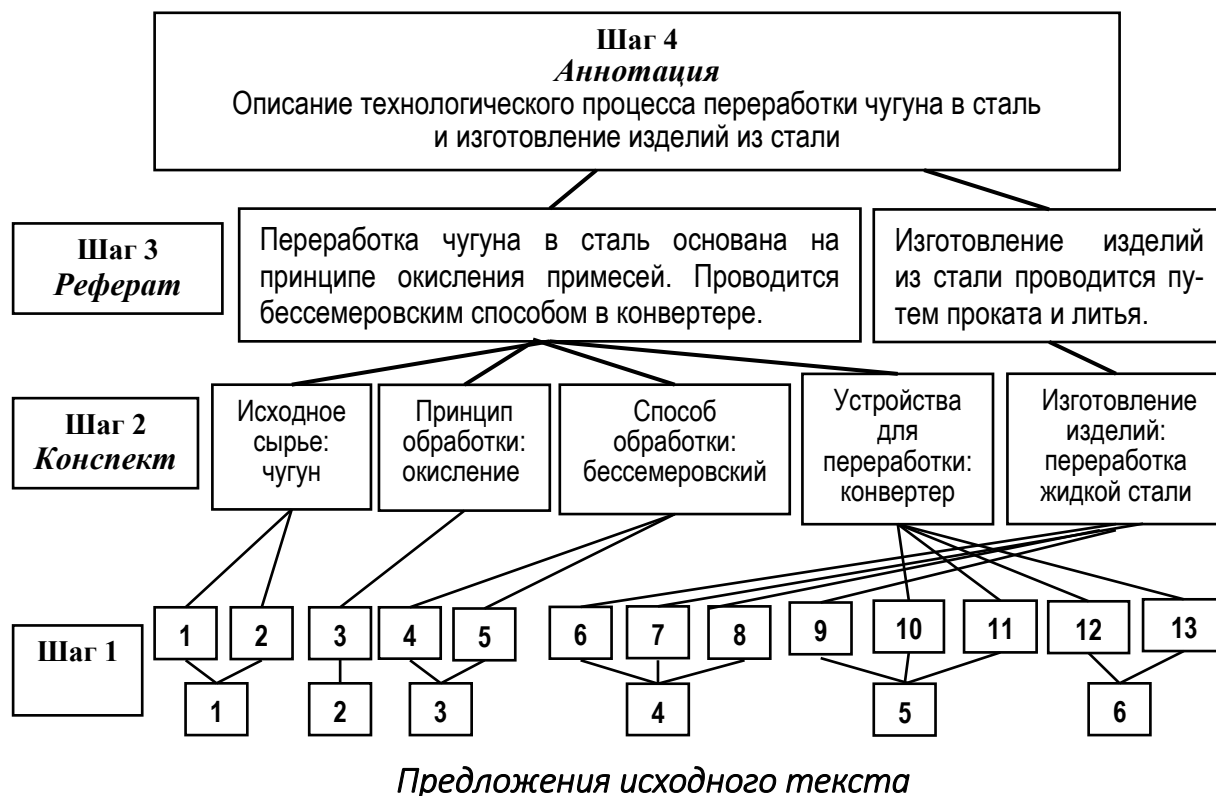 Шаг 4
Аннотация
Описание технологического процесса переработки чугуна в сталь
и изготовление изделий из стали
Шаг 3
Реферат
Переработка чугуна в сталь основана на
принципе окисления примесей. Проводится
бессемеровским способом в конвертере.
Изготовление изделий
из стали проводится пу-
тем проката и литья.
Шаг 2
Конспект
Исходное
сырье:
чугун
Принцип
обработки:
окисление
Способ
обработки:
бессемеровский
Устройства
для
переработки:
конвертер
Изготовление
изделий:
переработка
жидкой стали
Шаг 1
1 2 3 4 5 6 7 8 9 10 11 12 13
1 2 3 4 5 6
Предложения исходного текста